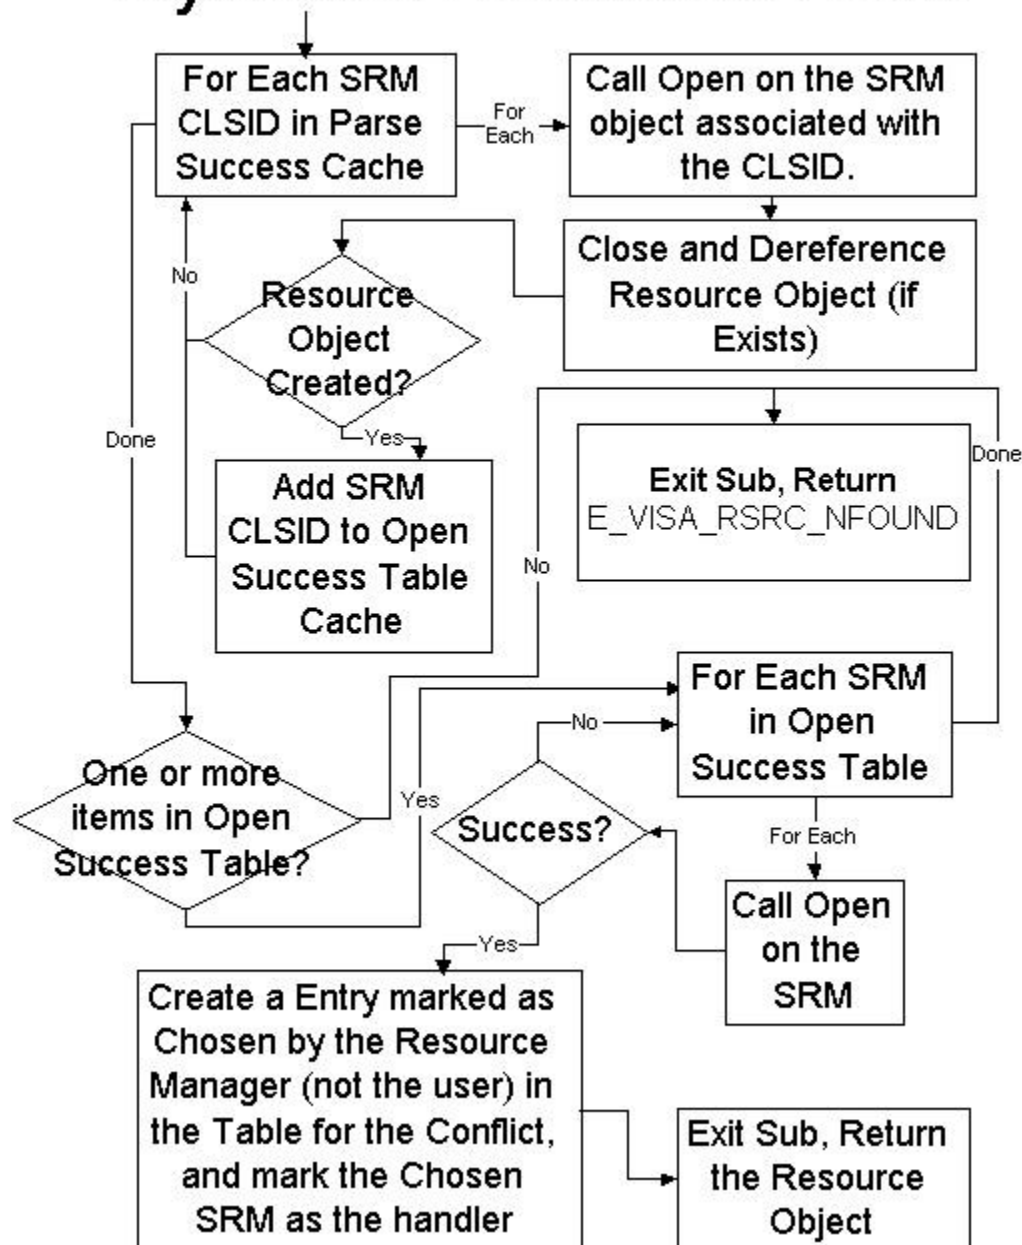 For Each SRM
CLSID in Parse
Success Cache
For
Each
Call Open on the SRM
object associated with
the CLSID.
Close and Dereference
Resource Object (if
Exists)
No
Resource
Object
Created?
Yes
Done
Add SRM
CLSID to Open
Success Table
Cache
Exit Sub, Return
E_VISA_RSRC_NFOUND
Done
No
For Each SRM
in Open
Success Table
No
One or more
items in Open
Success Table?
Yes
Success?
For Each
Call Open
on the
SRM
Yes
Create a Entry marked as
Chosen by the Resource
Manager (not the user) in
the Table for the Conflict,
and mark the Chosen
SRM as the handler
Exit Sub, Return
the Resource
Object